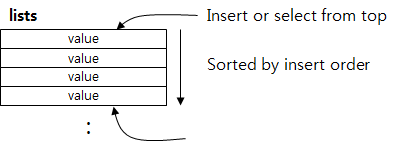 lists
Insert or select from top
value
value
value
value
Sorted by insert order
: